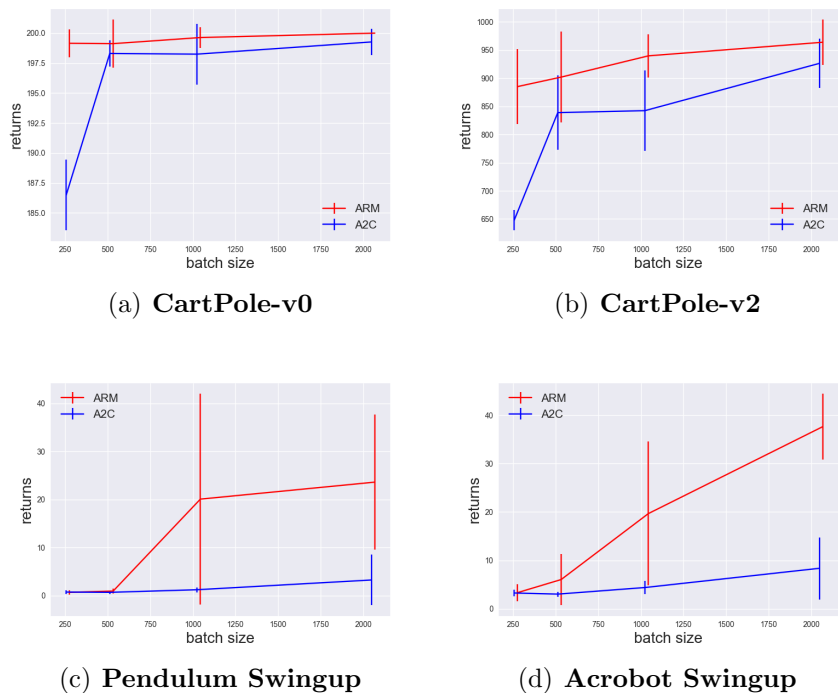 200.0
197.5
195.0
192.5
190.0
187.5
185.0
returns
ARM
A2C
250 500 750 1000 1250 1500 1750 2000
batch size
(a) CartPole-v0
1000
950
900
850
800
750
700
650
returns
ARM
A2C
250 500 750 1000 1250 1500 1750 2000
batch size
(b) CartPole-v2
40
30
20
10
0
returns
ARM
A2C
250 500 750 1000 1250 1500 1750 2000
batch size
(c) Pendulum Swingup
40
30
20
10
0
returns
ARM
A2C
250 500 750 1000 1250 1500 1750 2000
batch size
(d) Acrobot Swingup